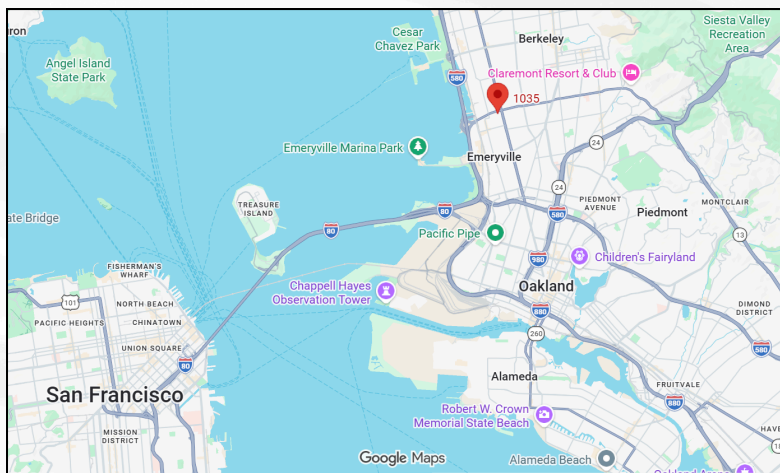 ron
Cesar
Chavez Park
Berkeley
Siesta Valley
Recreation
Area
Angel Island
State Park
580
Claremont Resort & Club
1035
Emeryville Marina Park
Emeryville
24
24
TREASURE
ISLAND
ate Bridge
80
80
PIEDMONT
AVENUE
580
Piedmont
MONTCLAIR
Pacific Pipe
13
980
Children's Fairyland
FISHERMAN'S
WHARF
101
NORTH BEACH
Chappell Hayes
Observation Tower
Oakland
880
DIMOND
DISTRICT
PACIFIC HEIGHTS
CHINATOWN
UNION SQUARE
260
580
80
San Francisco
Alameda
FRUITVALE
880
Robert W. Crown
Memorial State Beach
MISSION
DISTRICT
HAVE
Google Maps
Alameda Beach